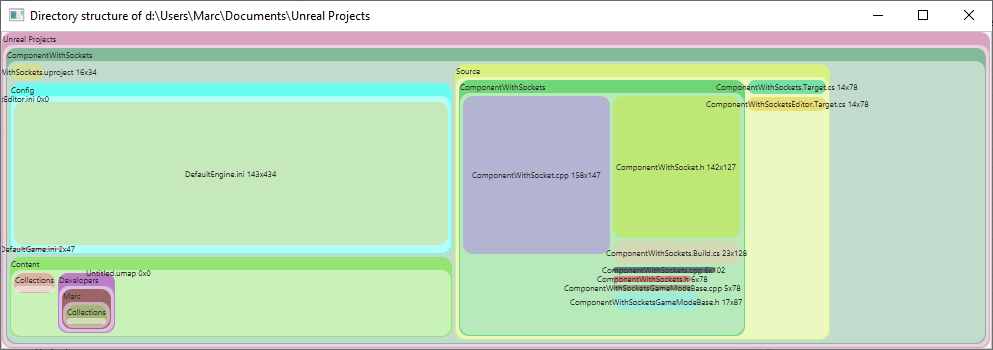 Directory structure of d:\Users\Marc\Documents\Unreal Projects
Unreal Projects
ComponentWithSockets
WithSockets.uproject 16x34
Config
tEditor.ini 0x0
DefaultEngine.ini 143x434
DefaultGame.ini 2x47
Content
Untitled.umap 0x0
Collections
Developers
Marc
Collections
Source
ComponentWithSockets
ComponentWithSocket.cpp 158x147
ComponentWithSocket.h 142x127
ComponentWithSockets.Build.cs 23x128
ComponentWithSockets.cpp 6x102
ComponentWithSockets.h 6x78
ComponentWithSocketsGameModeBase.cpp 5x78
ComponentWithSocketsGameModeBase.h 17x87
ComponentWithSockets.Target.cs 14x78
ComponentWithSocketsEditor.Target.cs 14x78